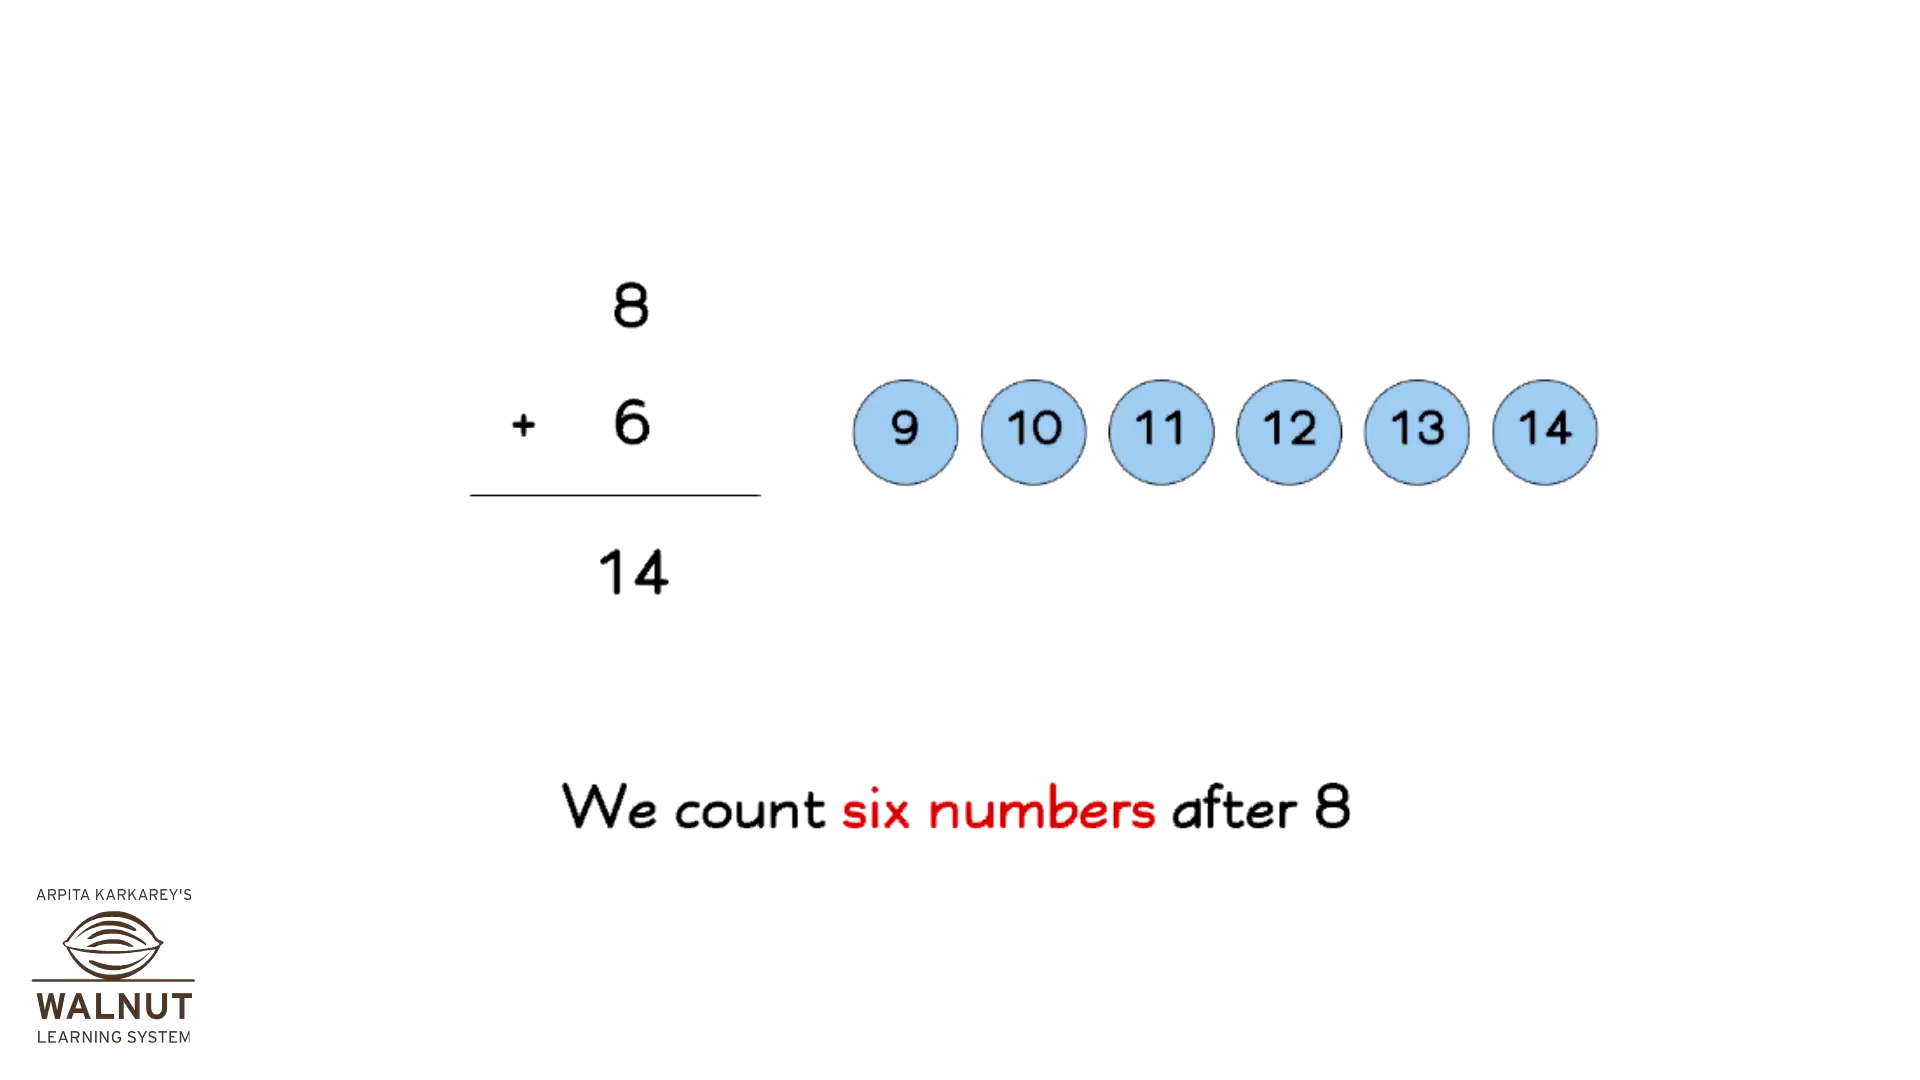 8
+ 6
9 10 11 12 13 14
14
We count six numbers after 8
ARPITA KARKAREY'S
WALNUT
LEARNING SYSTEM